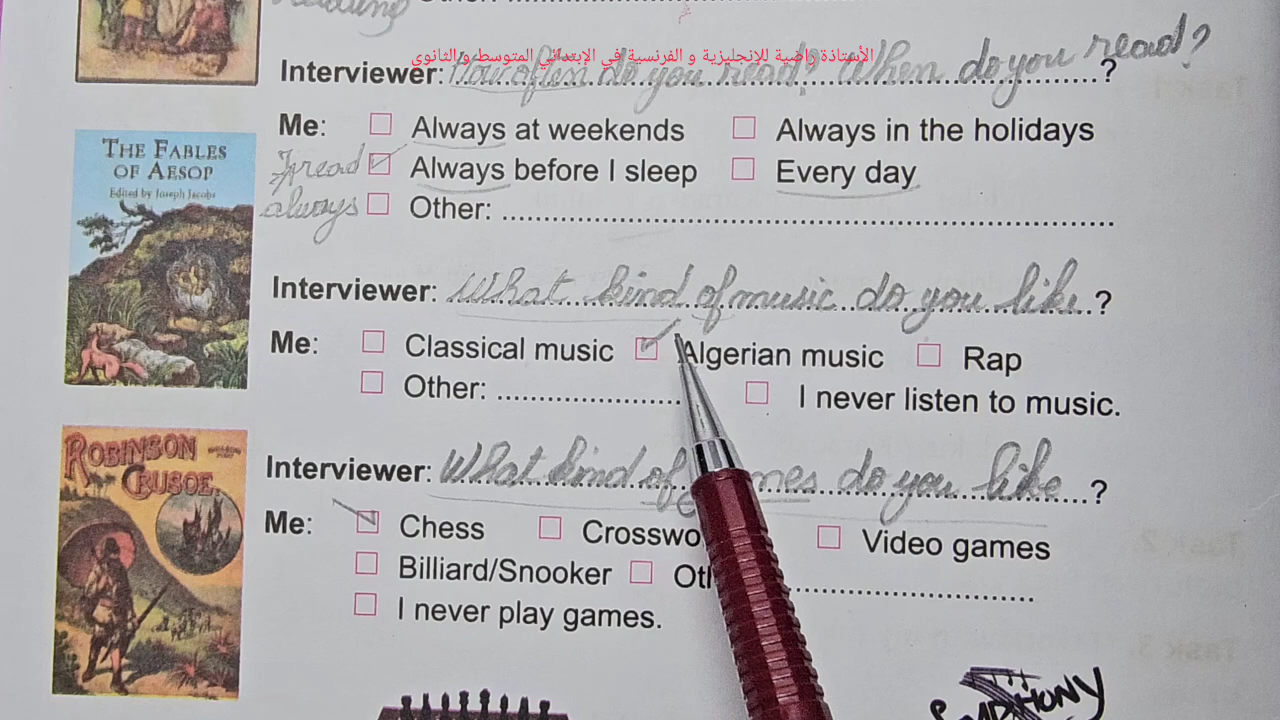 reading Other: ......................
الأستاذة راضية للإنجليزية و الفرنسية في الإبتدائي المتوسط و الثانوي
Interviewer: How often do you read? When do you read? ?
Me: Always at weekends Always in the holidays
I read Always before I sleep Every day
always Other: ......................
THE FABLES
OF AESOP
Edited by Joseph Jacobs
Interviewer: What kind of music do you like ?
Me: Classical music Algerian music Rap
Other: ...................... I never listen to music.
ROBINSON
CRUSOE
Interviewer: What kind of games do you like ?
Me: Chess Crosswo Video games
Billiard/Snooker Ot ......................
I never play games.